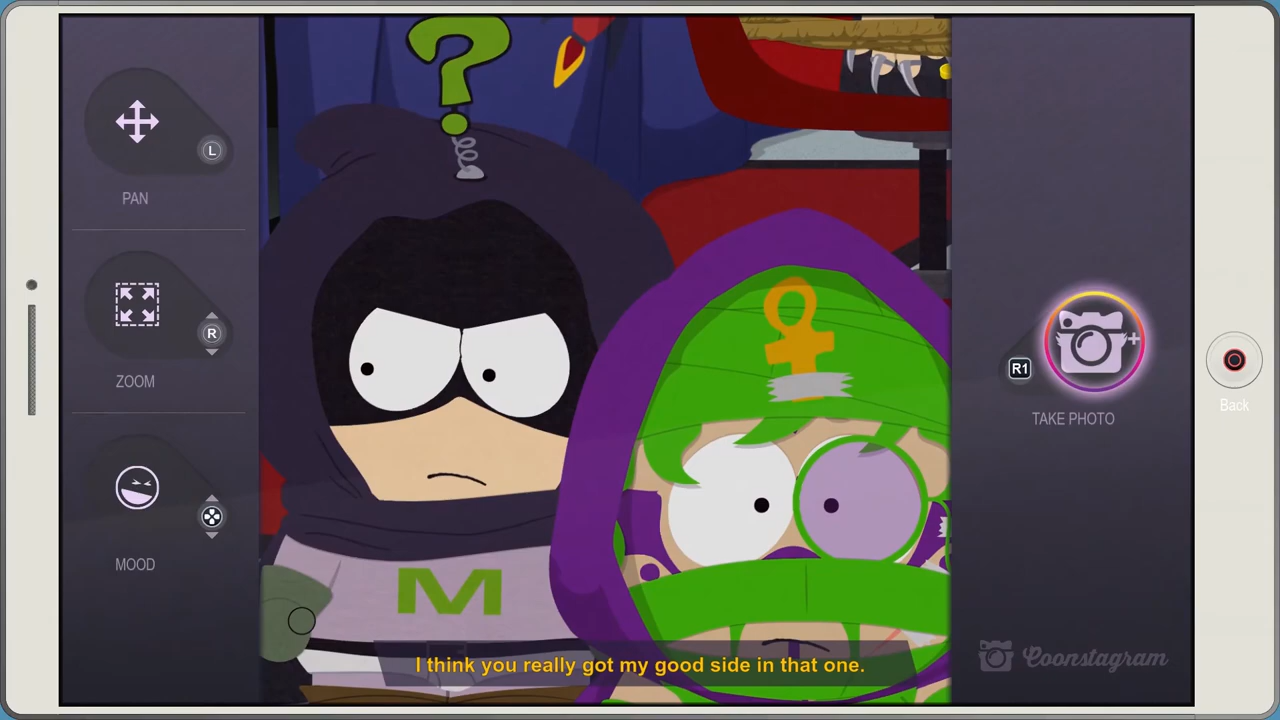 ?
L
PAN
R
ZOOM
MOOD
M
R1
TAKE PHOTO
Back
I think you really got my good side in that one.
Coonstagram